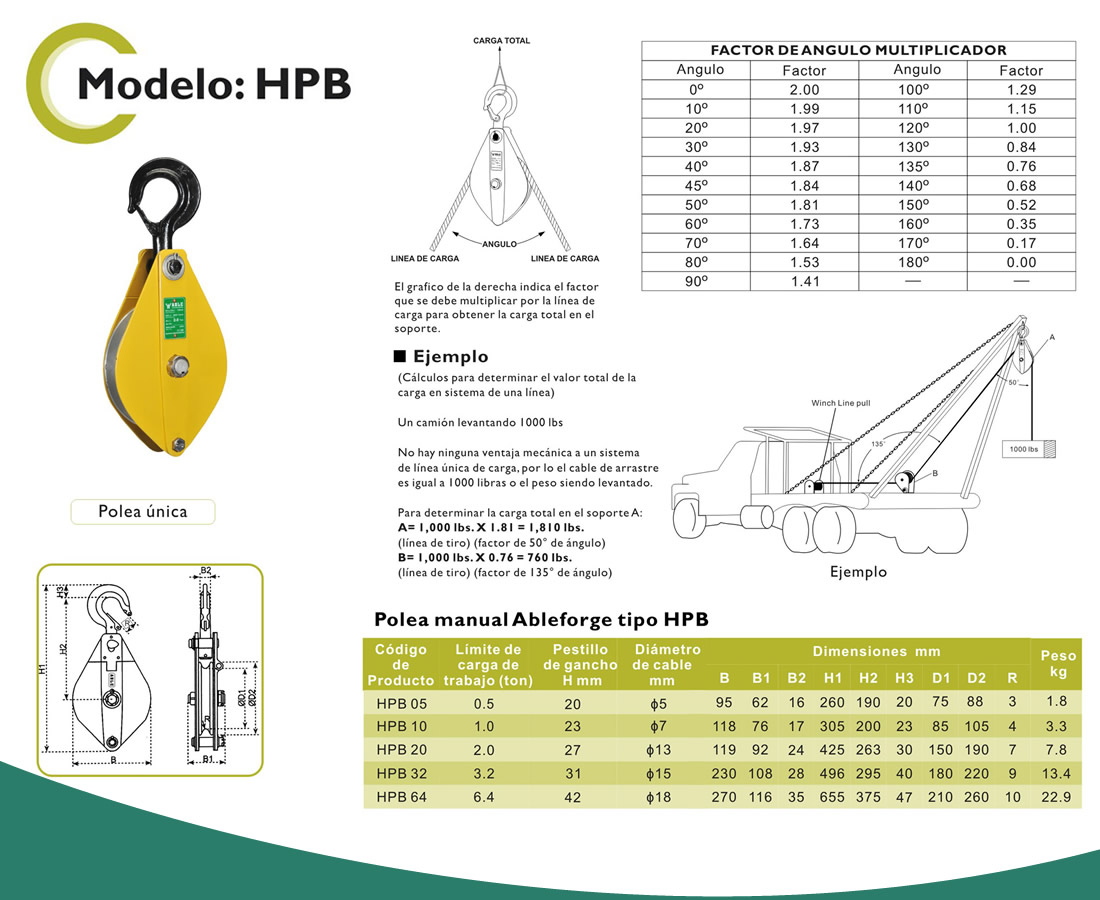 Modelo: HPB
CARGA TOTAL
ANGULO
LINEA DE CARGA LINEA DE CARGA
El grafico de la derecha indica el factor
que se debe multiplicar por la línea de
carga para obtener la carga total en el
soporte.
FACTOR DE ANGULO MULTIPLICADOR
Angulo Factor Angulo Factor
0º 2.00 100º 1.29
10º 1.99 110º 1.15
20º 1.97 120º 1.00
30º 1.93 130º 0.84
40º 1.87 135º 0.76
45º 1.84 140º 0.68
50º 1.81 150º 0.52
60º 1.73 160º 0.35
70º 1.64 170º 0.17
80º 1.53 180º 0.00
90º 1.41 — —
Ejemplo
(Cálculos para determinar el valor total de la
carga en sistema de una línea)
Un camión levantando 1000 lbs
No hay ninguna ventaja mecánica a un sistema
de línea única de carga, por lo el cable de arrastre
es igual a 1000 libras o el peso siendo levantado.
Para determinar la carga total en el soporte A:
A= 1,000 lbs. X 1.81 = 1,810 lbs.
(línea de tiro) (factor de 50° de ángulo)
B= 1,000 lbs. X 0.76 = 760 lbs.
(línea de tiro) (factor de 135° de ángulo)
A
50°
Winch Line pull
135°
1000 lbs
B
Ejemplo
Polea única
B2
H3
R
H2
H1
ØD1
ØD2
R
B
B1
Polea manual Ableforge tipo HPB
Código de Producto Límite de carga de trabajo (ton) Pestillo de gancho H mm Diámetro de cable mm Dimensiones mm Peso kg
B B1 B2 H1 H2 H3 D1 D2 R
HPB 05 0.5 20 ϕ5 95 62 16 260 190 20 75 88 3 1.8
HPB 10 1.0 23 ϕ7 118 76 17 305 200 23 85 105 4 3.3
HPB 20 2.0 27 ϕ13 119 92 24 425 263 30 150 190 7 7.8
HPB 32 3.2 31 ϕ15 230 108 28 496 295 40 180 220 9 13.4
HPB 64 6.4 42 ϕ18 270 116 35 655 375 47 210 260 10 22.9